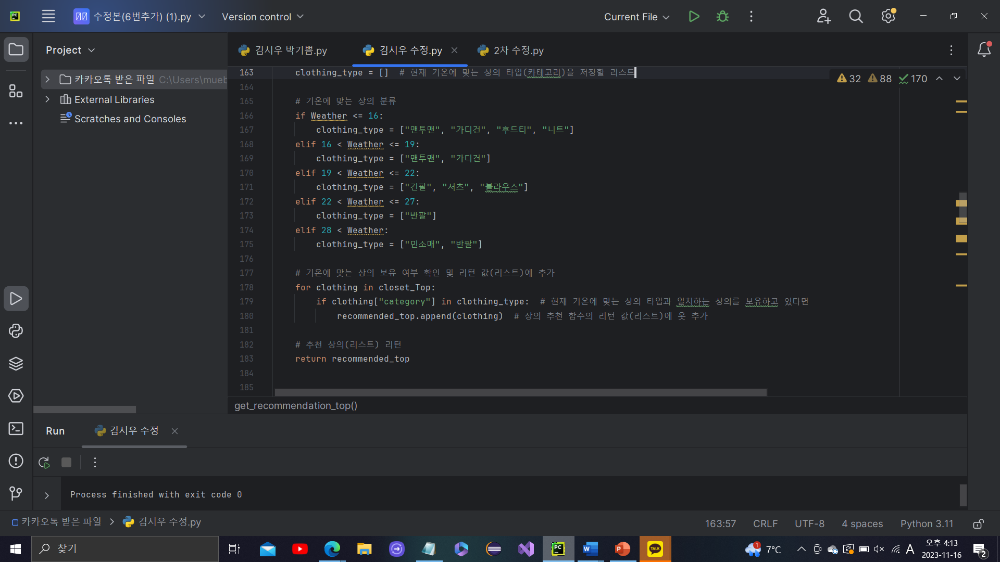 PC
수정본(6번추가) (1).py
Version control
Current File
Project
카카오톡 받은 파일 C:\Users\mueb
External Libraries
Scratches and Consoles
김시우 박기쁨.py
김시우 수정.py
2차 수정.py
32 88 170
163 clothing_type = [] # 현재 기온에 맞는 상의 타입(카테고리)을 저장할 리스트
164
165 # 기온에 맞는 상의 분류
166 if Weather <= 16:
167 clothing_type = ["맨투맨", "가디건", "후드티", "니트"]
168 elif 16 < Weather <= 19:
169 clothing_type = ["맨투맨", "가디건"]
170 elif 19 < Weather <= 22:
171 clothing_type = ["긴팔", "셔츠", "블라우스"]
172 elif 22 < Weather <= 27:
173 clothing_type = ["반팔"]
174 elif 28 < Weather:
175 clothing_type = ["민소매", "반팔"]
176
177 # 기온에 맞는 상의 보유 여부 확인 및 리턴 값(리스트)에 추가
178 for clothing in closet_Top:
179 if clothing["category"] in clothing_type: # 현재 기온에 맞는 상의 타입과 일치하는 상의를 보유하고 있다면
180 recommended_top.append(clothing) # 상의 추천 함수의 리턴 값(리스트)에 옷 추가
181
182 # 추천 상의(리스트) 리턴
183 return recommended_top
184
185
get_recommendation_top()
Run
김시우 수정
Process finished with exit code 0
카카오톡 받은 파일 > 김시우 수정.py
163:57 CRLF UTF-8 4 spaces Python 3.11
찾기
PC
W
P
TALK
1
7°C
A
오후 4:13
2023-11-16
2